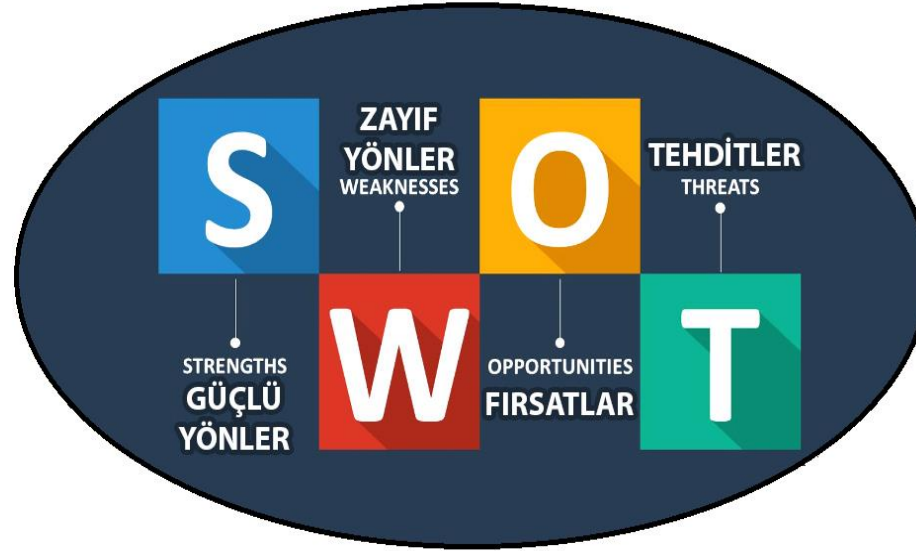 S
ZAYIF
YÖNLER
WEAKNESSES
O
TEHDİTLER
THREATS
STRENGTHS
GÜÇLÜ
YÖNLER
W
OPPORTUNITIES
FIRSATLAR
T